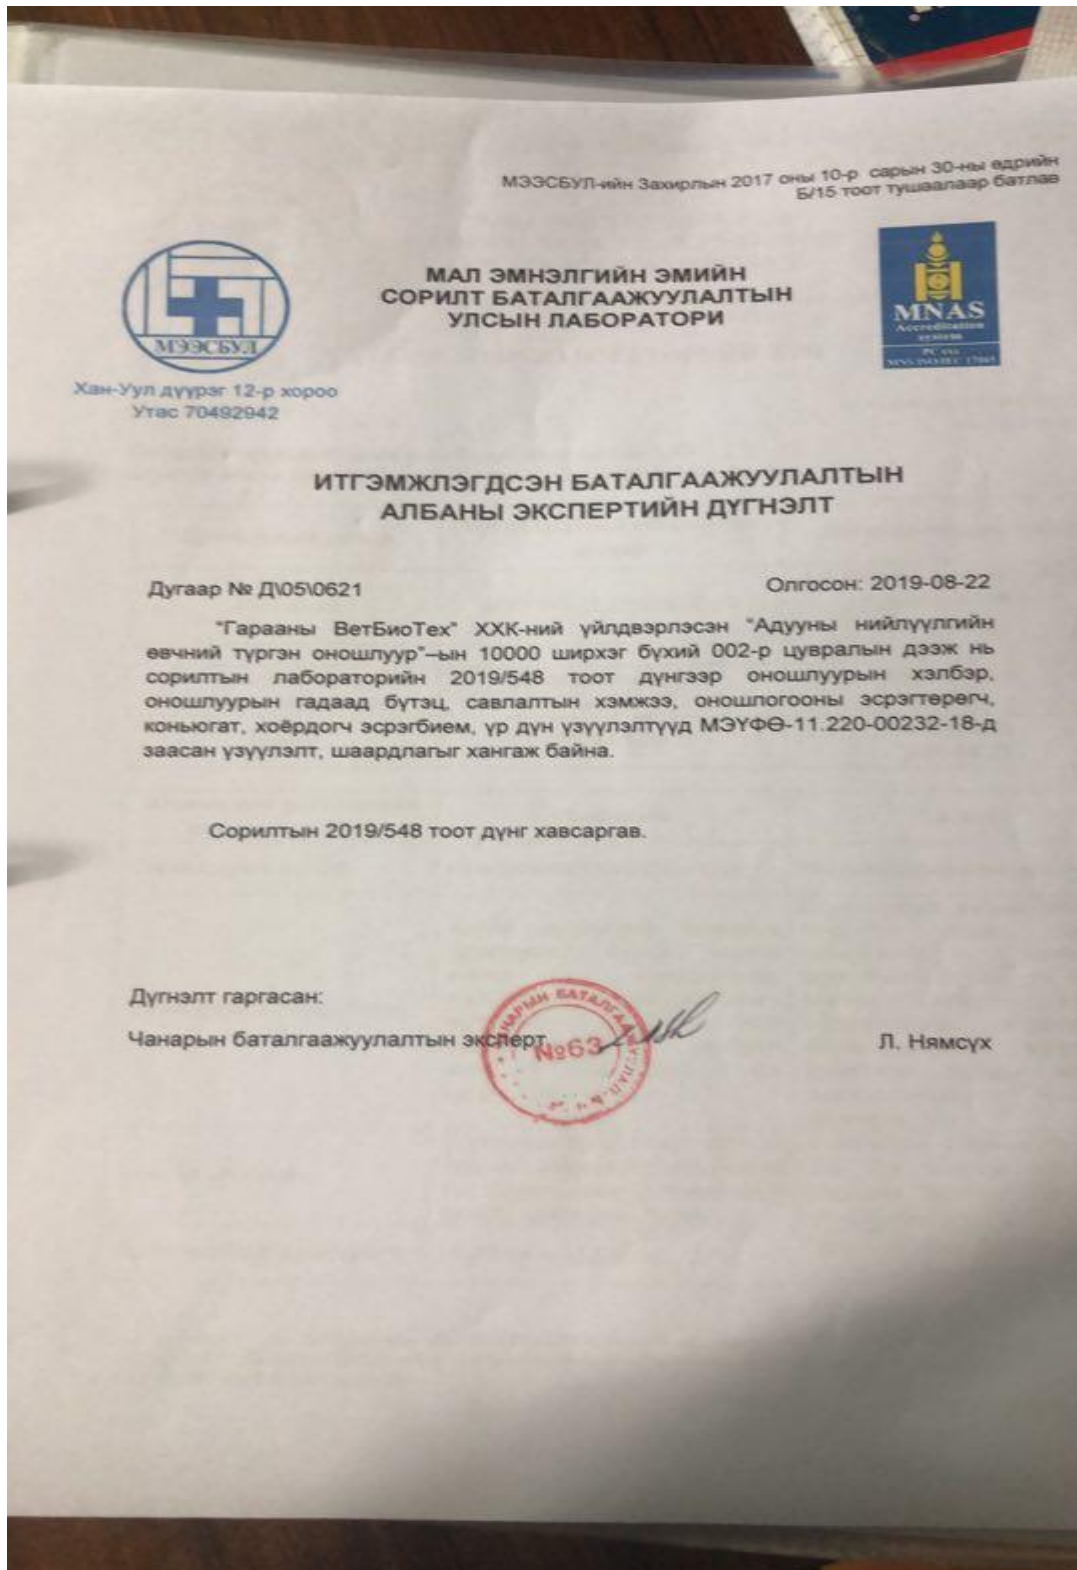 МЭЭСБУЛ-ийн Захирлын 2017 оны 10-р сарын 30-ны өдрийн
Б/15 тоот тушаалаар батлав
МЭЭСБУЛ
Хан-Уул дүүрэг 12-р хороо
Утас 70492942
МАЛ ЭМНЭЛГИЙН ЭМИЙН
СОРИЛТ БАТАЛГААЖУУЛАЛТЫН
УЛСЫН ЛАБОРАТОРИ
MNAS
Accreditation
system
ИТГЭМЖЛЭГДСЭН БАТАЛГААЖУУЛАЛТЫН
АЛБАНЫ ЭКСПЕРТИЙН ДҮГНЭЛТ
Дугаар № Д\05\0621
Олгосон: 2019-08-22
"Гарааны ВетБиоТех" ХХК-ний үйлдвэрлэсэн "Адууны нийлүүлгийн
өвчний түргэн оношлуур"–ын 10000 ширхэг бүхий 002-р цувралын дээж нь
сорилтын лабораторийн 2019/548 тоот дүнгээр оношлуурын хэлбэр,
оношлуурын гадаад бүтэц, савлалтын хэмжээ, оношлогооны эсрэгтөрөгч,
коньюгат, хоёрдогч эсрэгбием, үр дүн үзүүлэлтүүд МЭҮФӨ-11.220-00232-18-д
заасан үзүүлэлт, шаардлагыг хангаж байна.
Сорилтын 2019/548 тоот дүнг хавсаргав.
Дүгнэлт гаргасан:
Чанарын баталгаажуулалтын эксперт
№63
Л. Нямсүх